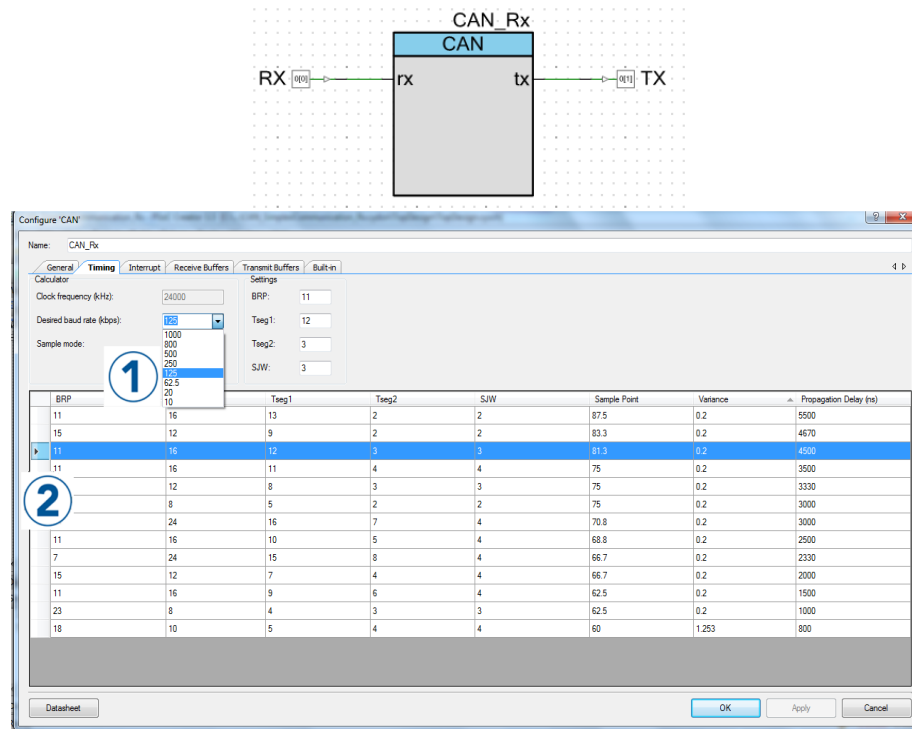 CAN_Rx
CAN
RX 0[0] rx tx 0[1] TX
Configure 'CAN'
Name: CAN_Rx
General Timing Interrupt Receive Buffers Transmit Buffers Built-in
Calculator Settings
Clock frequency (kHz): 24000 BRP: 11
Desired baud rate (kbps): 125 Tseg1: 12
1000
800
Sample mode: Tseg2: 3
500
250
125
SJW: 3
62.5
20
10
1
BRP Tseg1 Tseg2 SJW Sample Point Variance Propagation Delay (ns)
11 16 13 2 2 87.5 0.2 5500
15 12 9 2 2 83.3 0.2 4670
11 16 12 3 3 81.3 0.2 4500
11 16 11 4 4 75 0.2 3500
12 8 3 3 75 0.2 3330
2
8 5 2 2 75 0.2 3000
24 16 7 4 70.8 0.2 3000
11 16 10 5 4 68.8 0.2 2500
7 24 15 8 4 66.7 0.2 2330
15 12 7 4 4 66.7 0.2 2000
11 16 9 6 4 62.5 0.2 1500
23 8 4 3 3 62.5 0.2 1000
18 10 5 4 4 60 1.253 800
Datasheet OK Apply Cancel